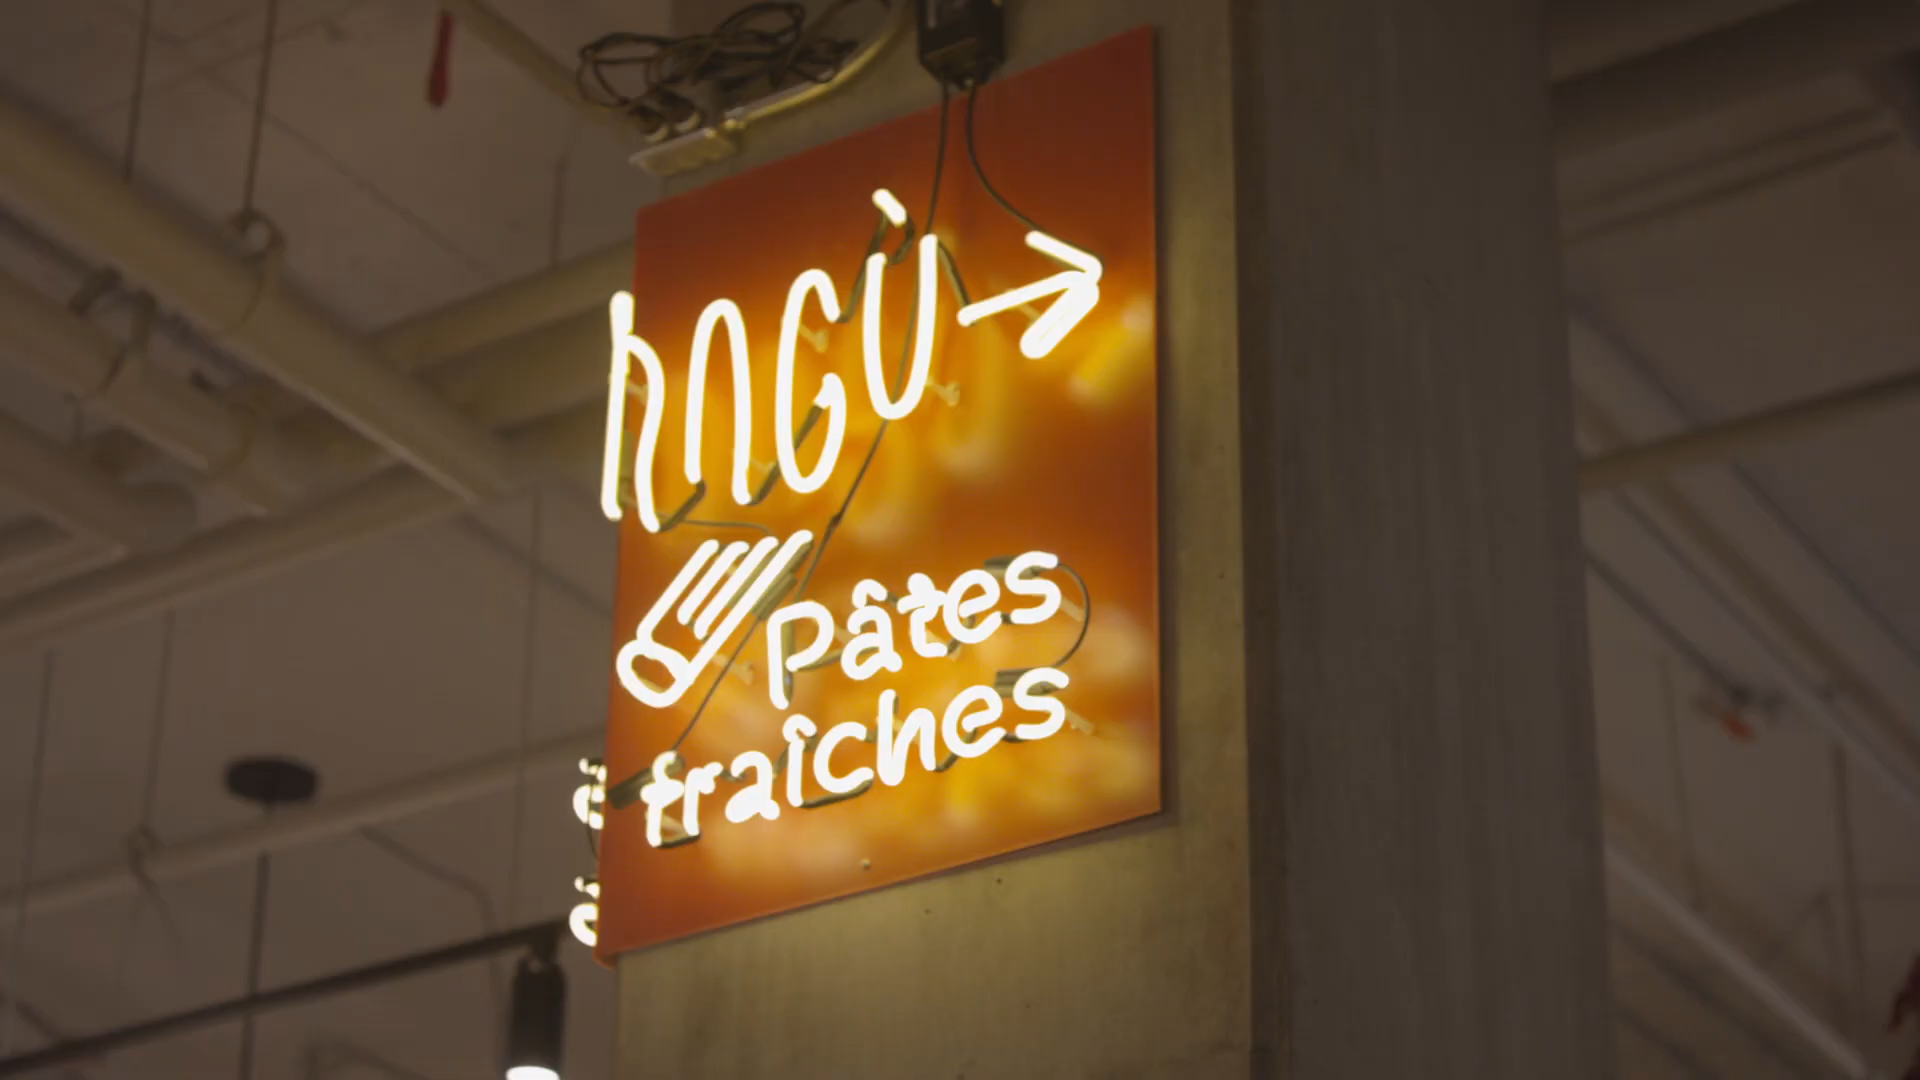 RAGÙ →
Pâtes
fraîches